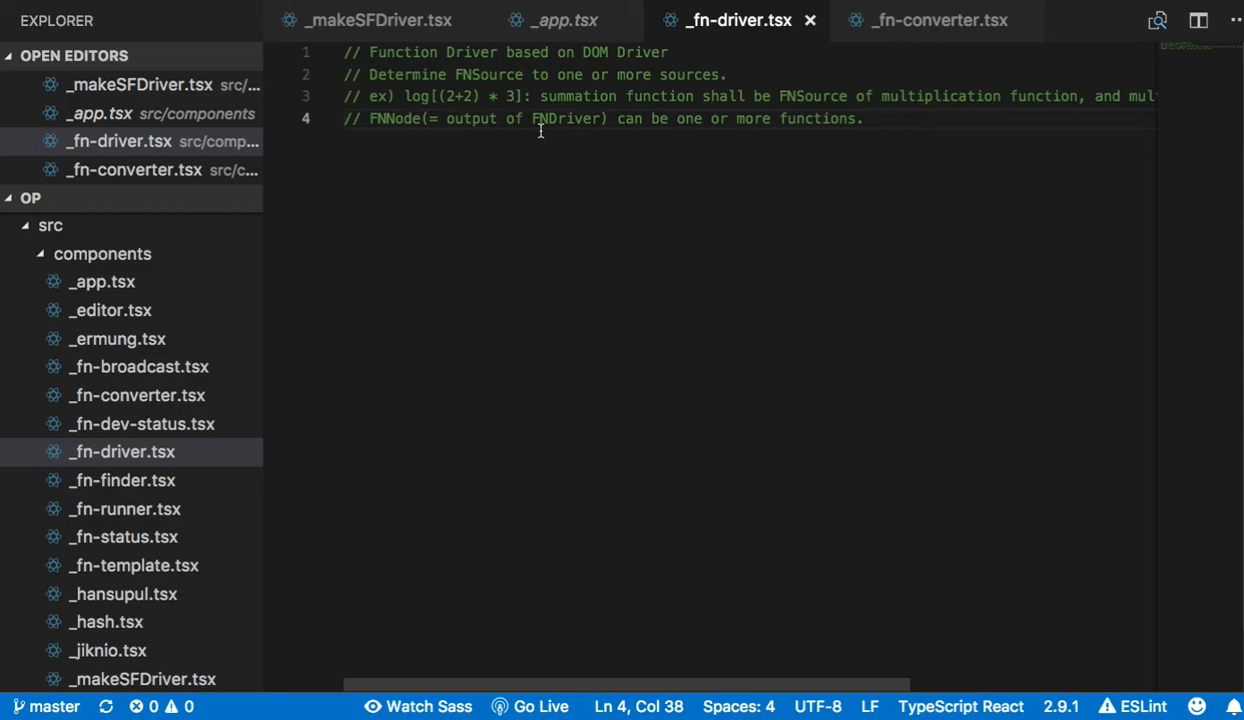 EXPLORER
OPEN EDITORS
_makeSFDriver.tsx src/...
_app.tsx src/components
_fn-driver.tsx src/comp...
_fn-converter.tsx src/c...
OP
src
components
_app.tsx
_editor.tsx
_ermung.tsx
_fn-broadcast.tsx
_fn-converter.tsx
_fn-dev-status.tsx
_fn-driver.tsx
_fn-finder.tsx
_fn-runner.tsx
_fn-status.tsx
_fn-template.tsx
_hansupul.tsx
_hash.tsx
_jiknio.tsx
_makeSFDriver.tsx
_makeSFDriver.tsx _app.tsx _fn-driver.tsx _fn-converter.tsx
1 // Function Driver based on DOM Driver
2 // Determine FNSource to one or more sources.
3 // ex) log[(2+2) * 3]: summation function shall be FNSource of multiplication function, and mul
4 // FNNode(= output of FNDriver) can be one or more functions.
master 0 0 Watch Sass Go Live Ln 4, Col 38 Spaces: 4 UTF-8 LF TypeScript React 2.9.1 ESLint